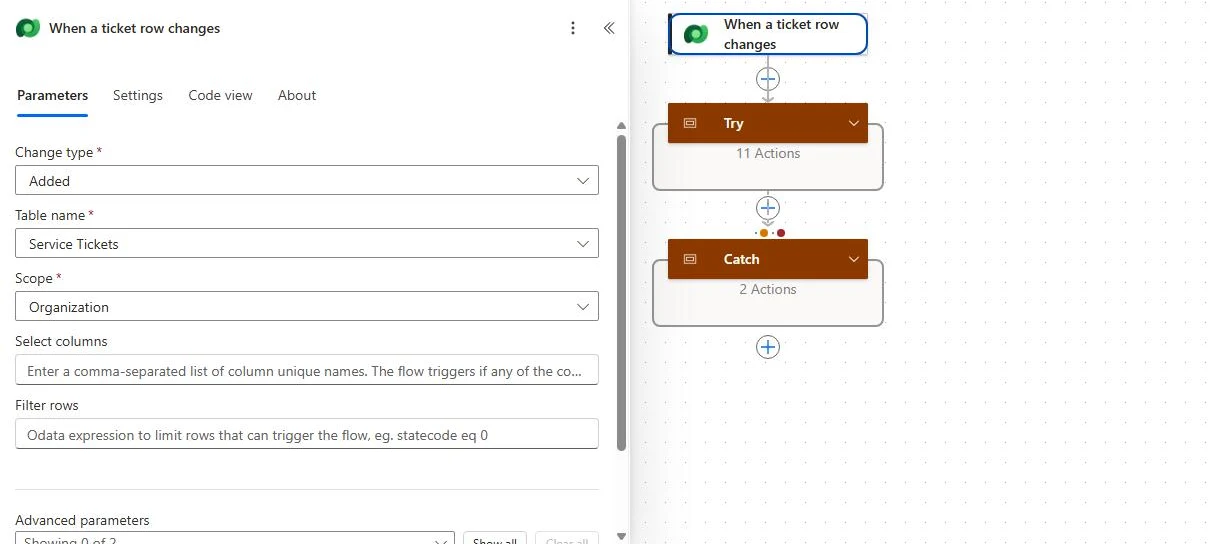 When a ticket row changes
Parameters
Settings
Code view
About
Change type *
Added
Table name *
Service Tickets
Scope *
Organization
Select columns
Enter a comma-separated list of column unique names. The flow triggers if any of the co...
Filter rows
Odata expression to limit rows that can trigger the flow, eg. statecode eq 0
Advanced parameters
Showing 0 of 2
Show all
Clear all
When a ticket row
changes
Try
11 Actions
Catch
2 Actions